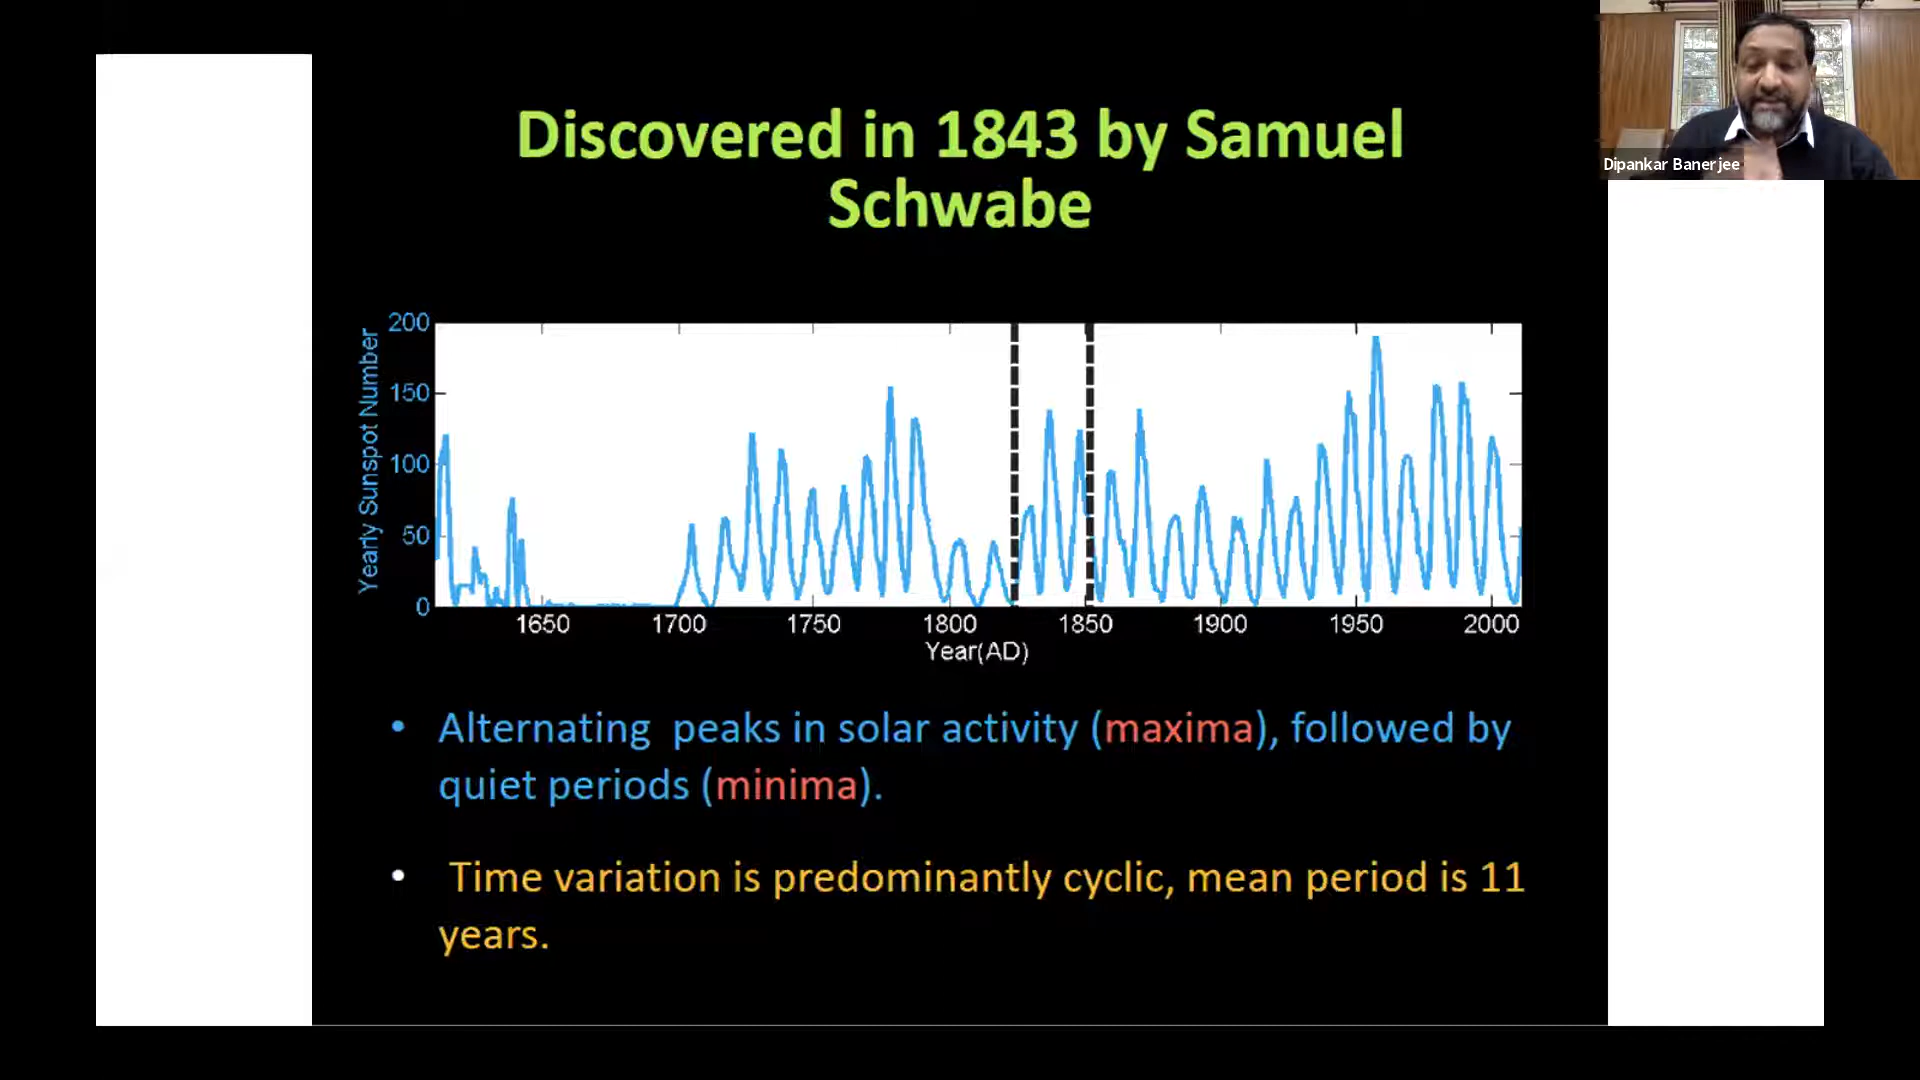 Discovered in 1843 by Samuel
Schwabe
Dipankar Banerjee
Yearly Sunspot Number
200
150
100
50
0
1650 1700 1750 1800 1850 1900 1950 2000
Year(AD)
• Alternating peaks in solar activity (maxima), followed by
quiet periods (minima).
• Time variation is predominantly cyclic, mean period is 11
years.